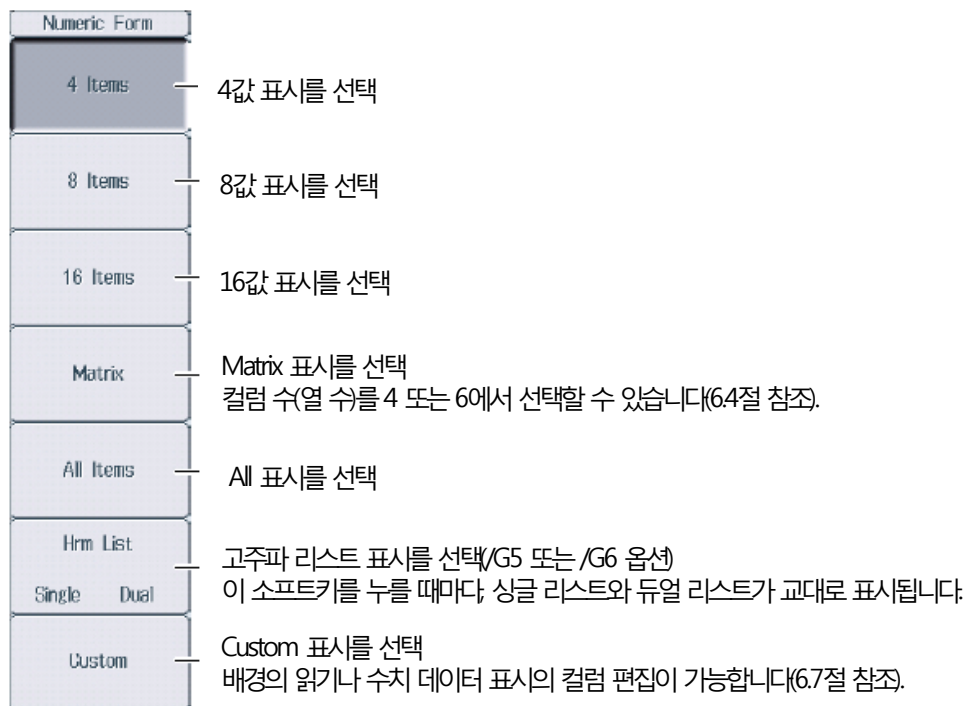 Numeric Form
4 Items
4값 표시를 선택
8 Items
8값 표시를 선택
16 Items
16값 표시를 선택
Matrix
Matrix 표시를 선택
컬럼 수(열 수)를 4 또는 6에서 선택할 수 있습니다(6.4절 참조).
All Items
All 표시를 선택
Hrm List
Single Dual
고주파 리스트 표시를 선택(/G5 또는 /G6 옵션)
이 소프트키를 누를 때마다, 싱글 리스트와 듀얼 리스트가 교대로 표시됩니다.
Custom
Custom 표시를 선택
배경의 읽기나 수치 데이터 표시의 컬럼 편집이 가능합니다(6.7절 참조).